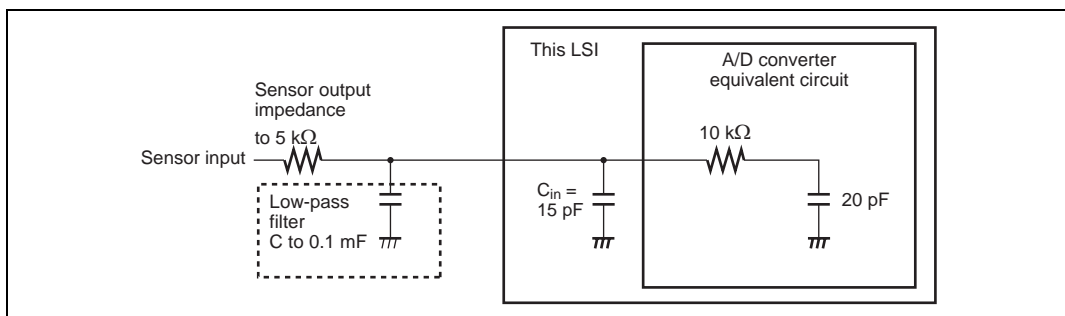 This LSI
A/D converter
equivalent circuit
Sensor output
impedance
to 5 kΩ
10 kΩ
Sensor input
Low-pass
filter
C to 0.1 mF
Cin =
15 pF
20 pF